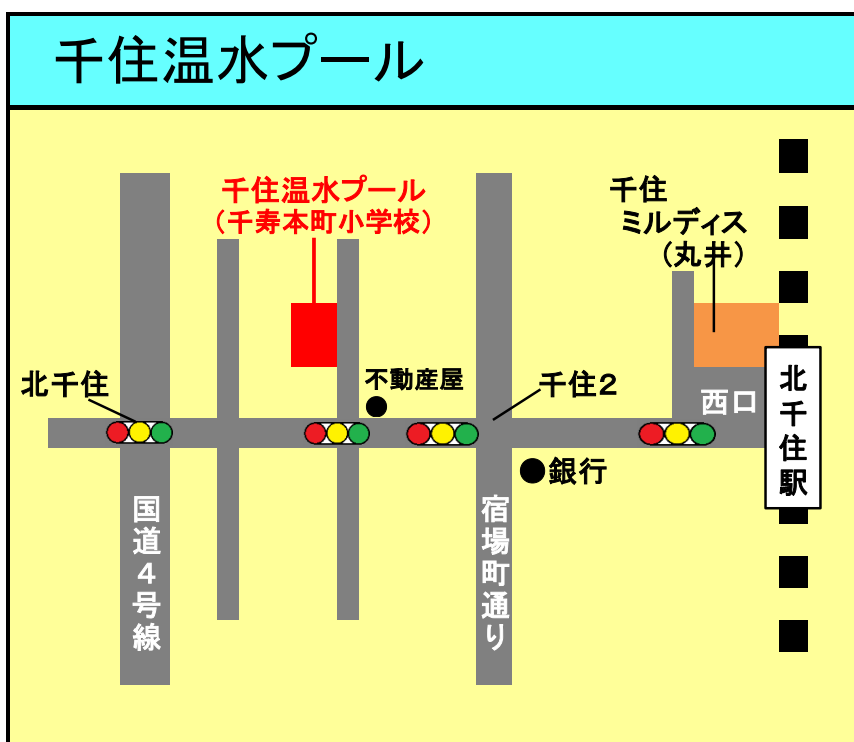 千住温水プール
千住温水プール
（千寿本町小学校）
千住
ミルディス
（丸井）
北千住
不動産屋
千住２
西口
北千住駅
●銀行
国道４号線
宿場町通り